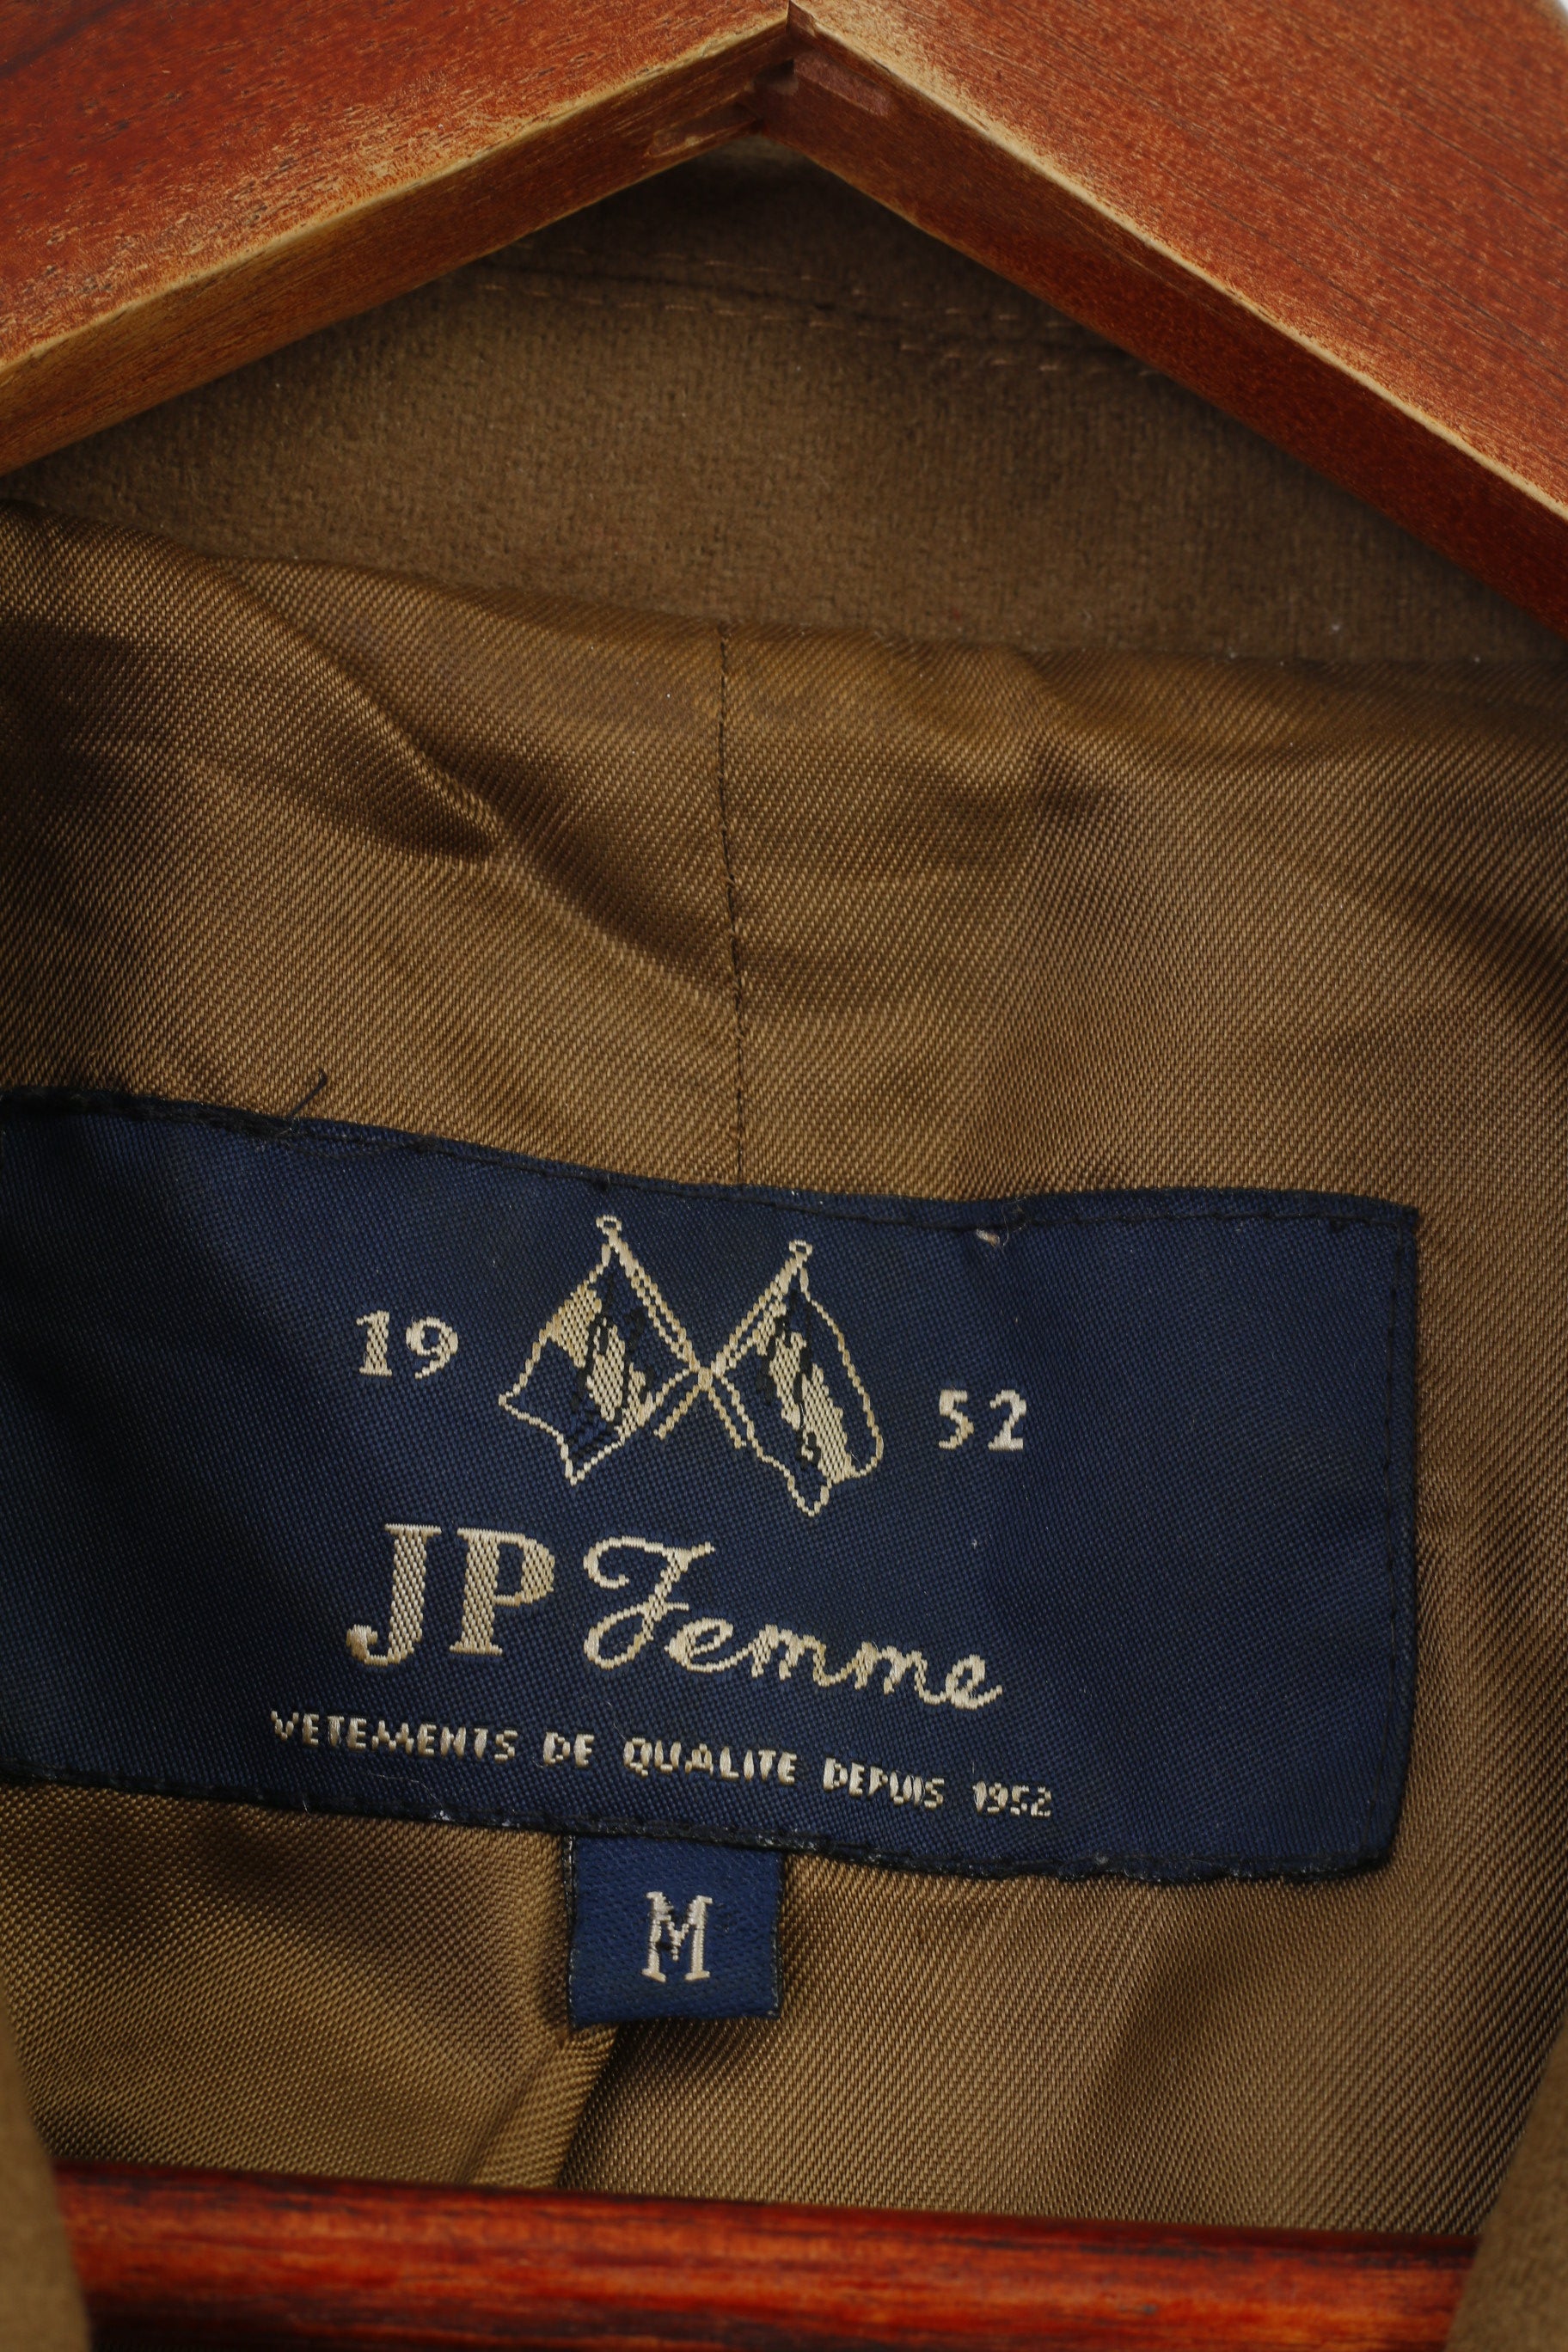 19 52
JP Femme
VETEMENTS DE QUALITE DEPUIS 1952
M